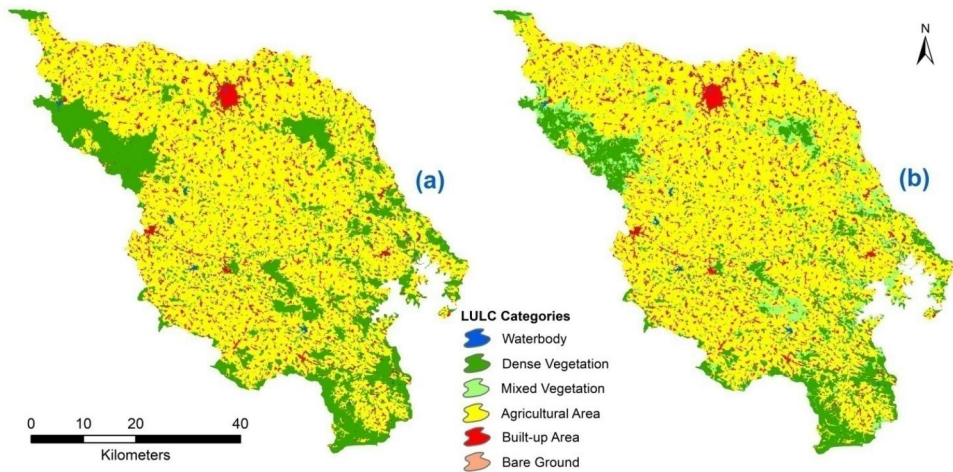 N
(a)
(b)
LULC Categories
Waterbody
Dense Vegetation
Mixed Vegetation
Agricultural Area
Built-up Area
Bare Ground
0 10 20 40
Kilometers